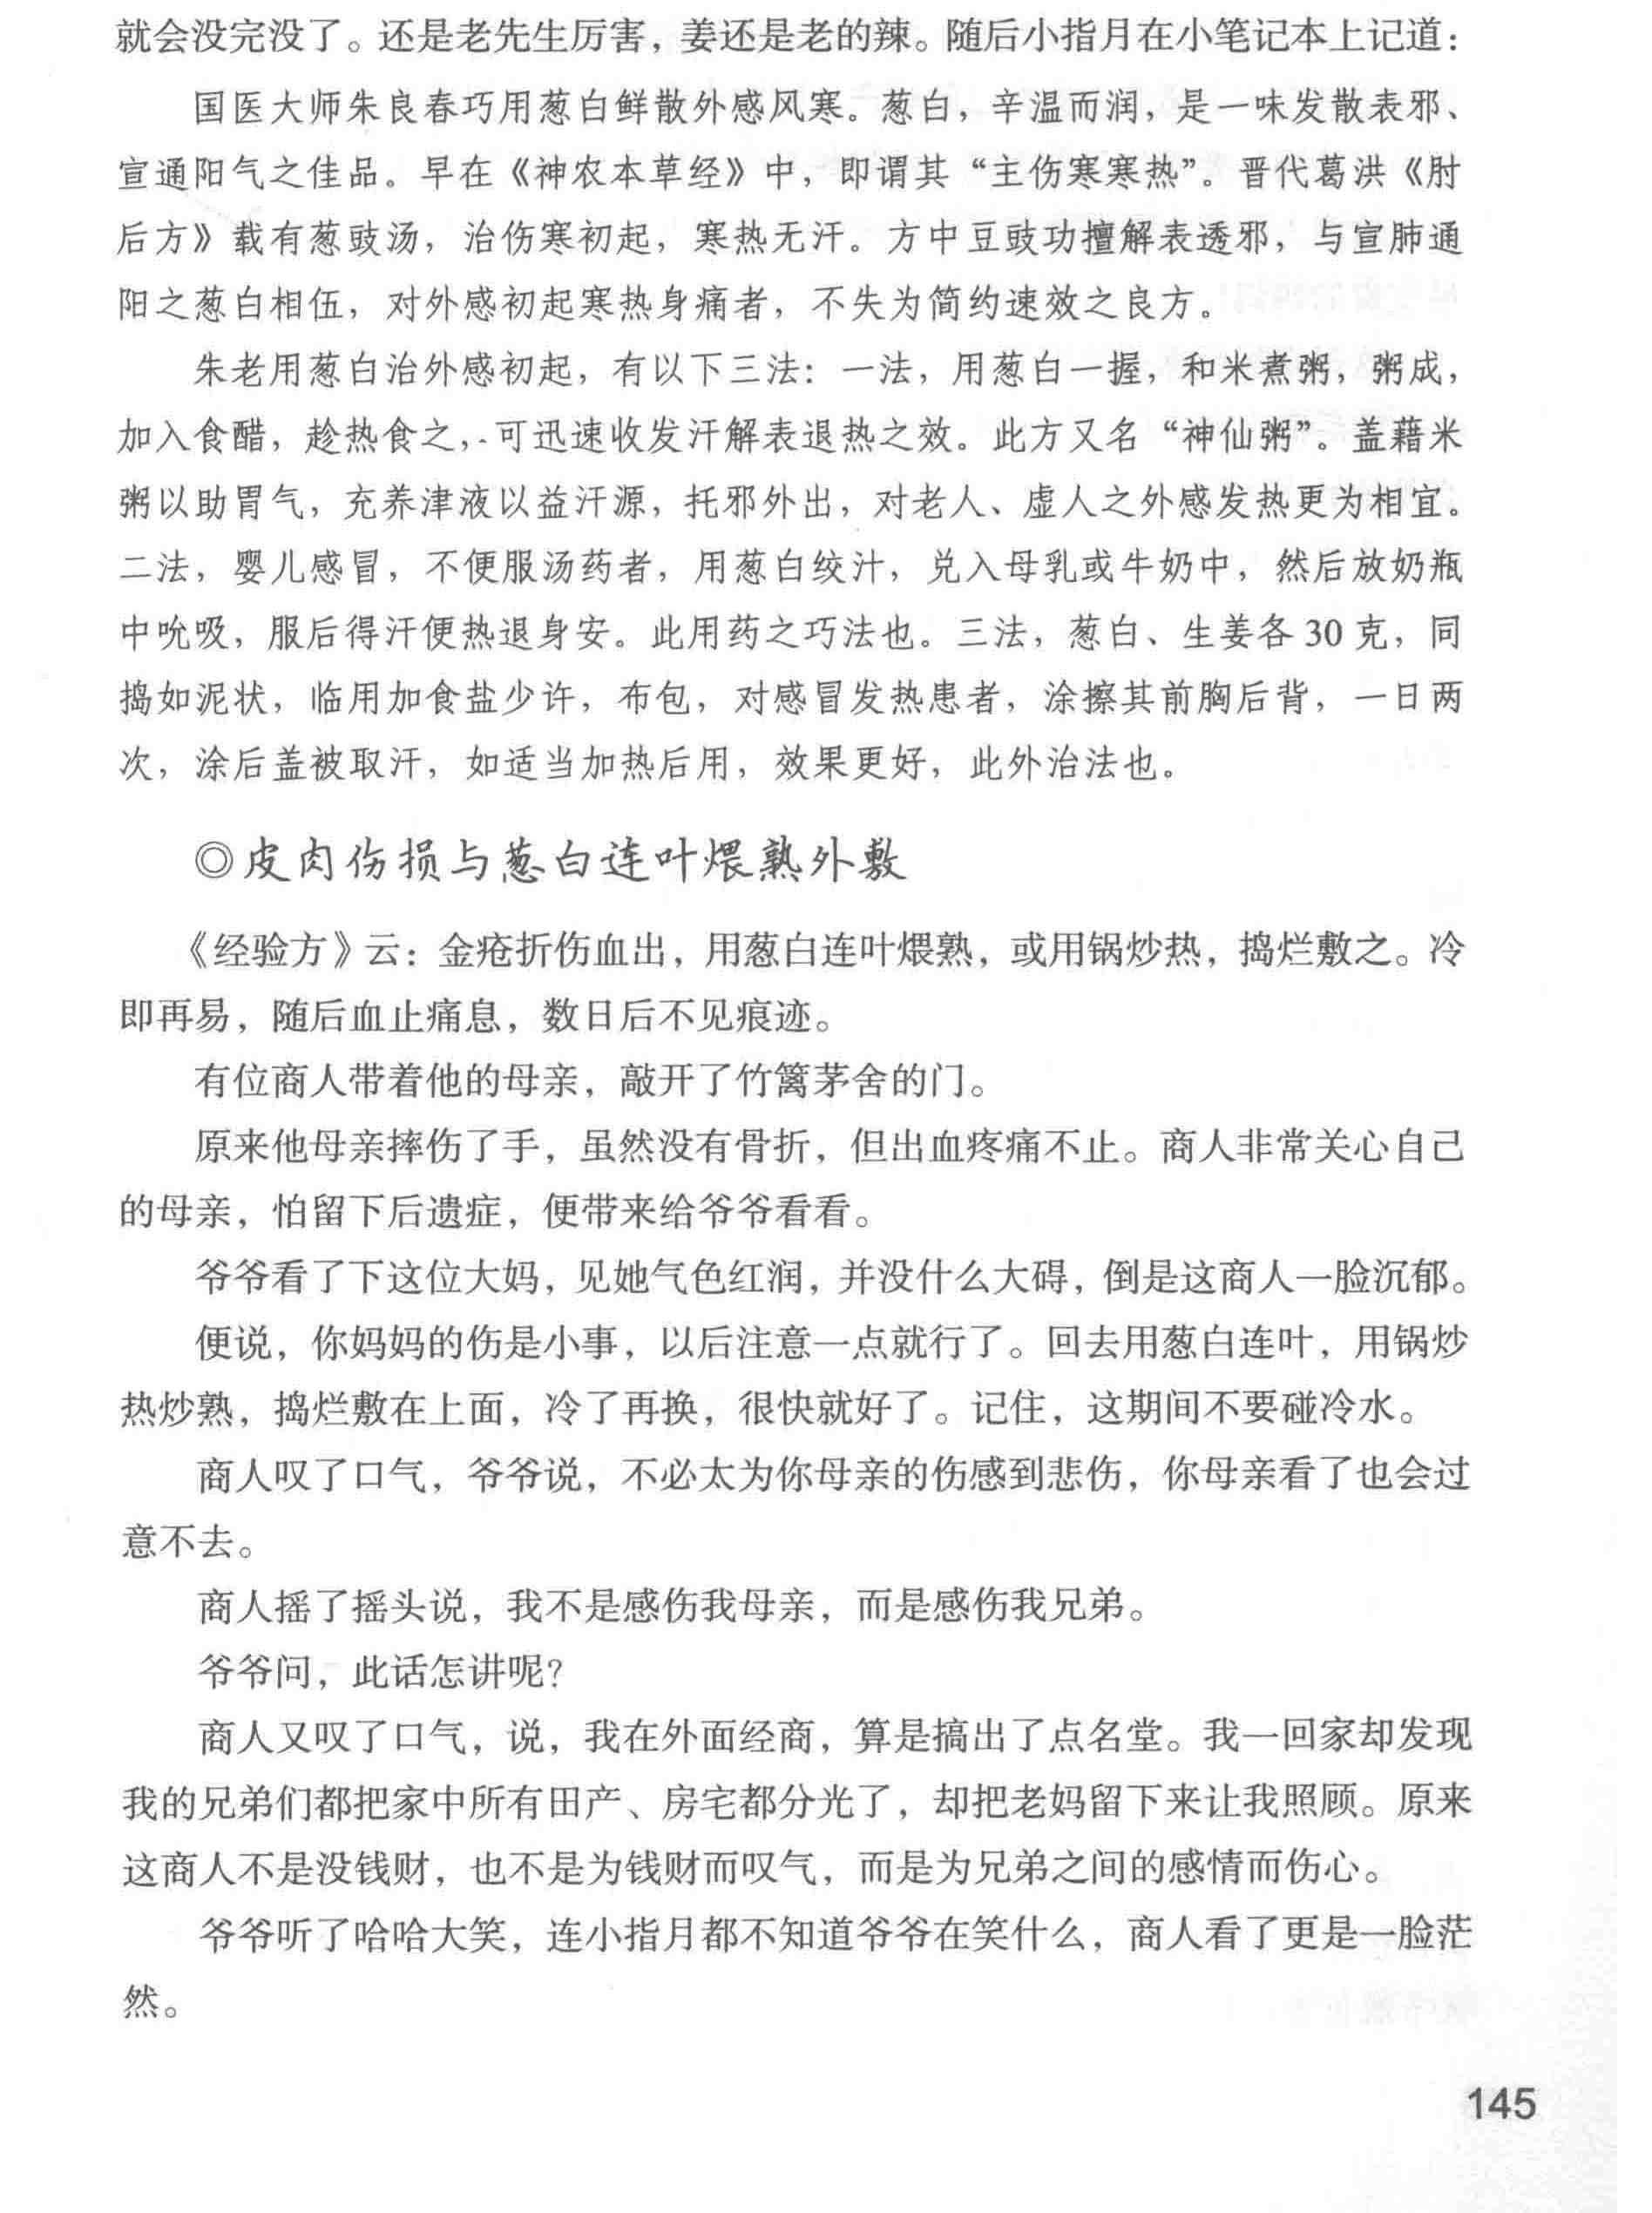 就会没完没了。还是老先生厉害，姜还是老的辣。随后小指月在小笔记本上记道：
国医大师朱良春巧用葱白鲜散外感风寒。葱白，辛温而润，是一味发散表邪、
宣通阳气之佳品。早在《神农本草经》中，即谓其“主伤寒寒热”。晋代葛洪《肘
后方》载有葱豉汤，治伤寒初起，寒热无汗。方中豆豉功擅解表透邪，与宣肺通
阳之葱白相伍，对外感初起寒热身痛者，不失为简约速效之良方。
朱老用葱白治外感初起，有以下三法：一法，用葱白一握，和米煮粥，粥成，
加入食醋，趁热食之，可迅速收发汗解表退热之效。此方又名“神仙粥”。盖藉米
粥以助胃气，充养津液以益汗源，托邪外出，对老人、虚人之外感发热更为相宜。
二法，婴儿感冒，不便服汤药者，用葱白绞汁，兑入母乳或牛奶中，然后放奶瓶
中吮吸，服后得汗便热退身安。此用药之巧法也。三法，葱白、生姜各30克，同
捣如泥状，临用加食盐少许，布包，对感冒发热患者，涂擦其前胸后背，一日两
次，涂后盖被取汗，如适当加热后用，效果更好，此外治法也。
◎皮肉伤损与葱白连叶煨熟外敷
《经验方》云：金疮折伤血出，用葱白连叶煨熟，或用锅炒热，捣烂敷之。冷
即再易，随后血止痛息，数日后不见痕迹。
有位商人带着他的母亲，敲开了竹篱茅舍的门。
原来他母亲摔伤了手，虽然没有骨折，但出血疼痛不止。商人非常关心自己
的母亲，怕留下后遗症，便带来给爷爷看看。
爷爷看了下这位大妈，见她气色红润，并没什么大碍，倒是这商人一脸沉郁。
便说，你妈妈的伤是小事，以后注意一点就行了。回去用葱白连叶，用锅炒
热炒熟，捣烂敷在上面，冷了再换，很快就好了。记住，这期间不要碰冷水。
商人叹了口气，爷爷说，不必太为你母亲的伤感到悲伤，你母亲看了也会过
意不去。
商人摇了摇头说，我不是感伤我母亲，而是感伤我兄弟。
爷爷问，此话怎讲呢？
商人又叹了口气，说，我在外面经商，算是搞出了点名堂。我一回家却发现
我的兄弟们都把家中所有田产、房宅都分光了，却把老妈留下来让我照顾。原来
这商人不是没钱财，也不是为钱财而叹气，而是为兄弟之间的感情而伤心。
爷爷听了哈哈大笑，连小指月都不知道爷爷在笑什么，商人看了更是一脸茫
然。
145